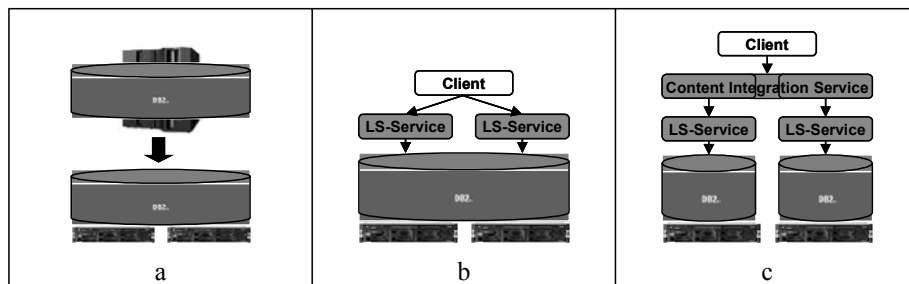 DB2..
DB2..
a
Client
LS-Service LS-Service
DB2..
b
Client
Content Integration Service
LS-Service LS-Service
DB2.. DB2..
c